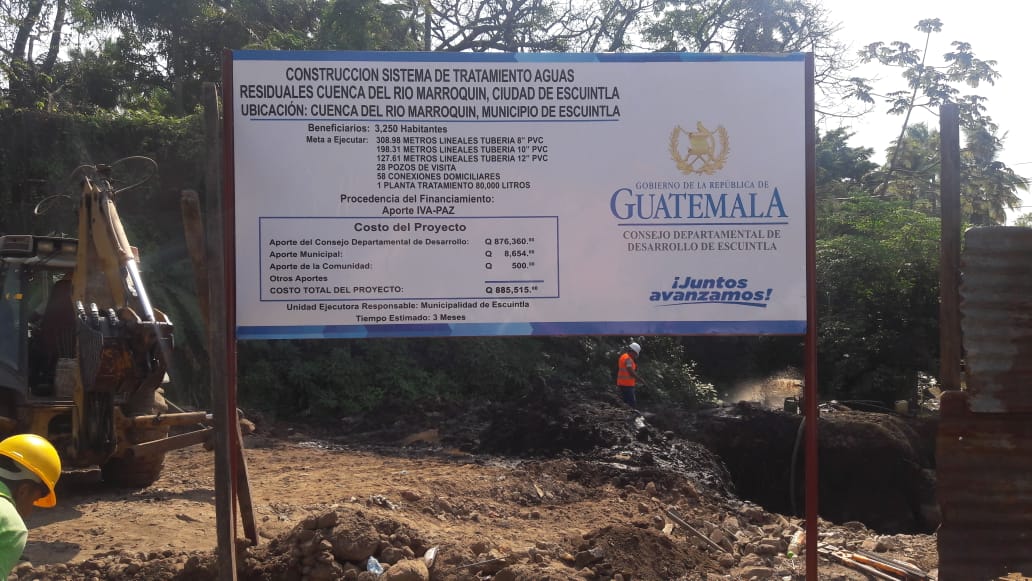 CONSTRUCCION SISTEMA DE TRATAMIENTO AGUAS
RESIDUALES CUENCA DEL RIO MARROQUIN, CIUDAD DE ESCUINTLA
UBICACIÓN: CUENCA DEL RIO MARROQUIN, MUNICIPIO DE ESCUINTLA
Beneficiarios: 3,250 Habitantes
Meta a Ejecutar: 308.98 METROS LINEALES TUBERIA 8" PVC
198.31 METROS LINEALES TUBERIA 10" PVC
127.61 METROS LINEALES TUBERIA 12" PVC
28 POZOS DE VISITA
58 CONEXIONES DOMICILIARES
1 PLANTA TRATAMIENTO 80,000 LITROS
Procedencia del Financiamiento:
Aporte IVA-PAZ
Costo del Proyecto
Aporte del Consejo Departamental de Desarrollo: Q 876,360.
Aporte Municipal: Q 8,654.
Aporte de la Comunidad: Q 500.
Otros Aportes
COSTO TOTAL DEL PROYECTO: Q 885,515.
Unidad Ejecutora Responsable: Municipalidad de Escuintla
Tiempo Estimado: 3 Meses
GOBIERNO DE LA REPÚBLICA DE
GUATEMALA
CONSEJO DEPARTAMENTAL DE
DESARROLLO DE ESCUINTLA
¡Juntos
avanzamos!